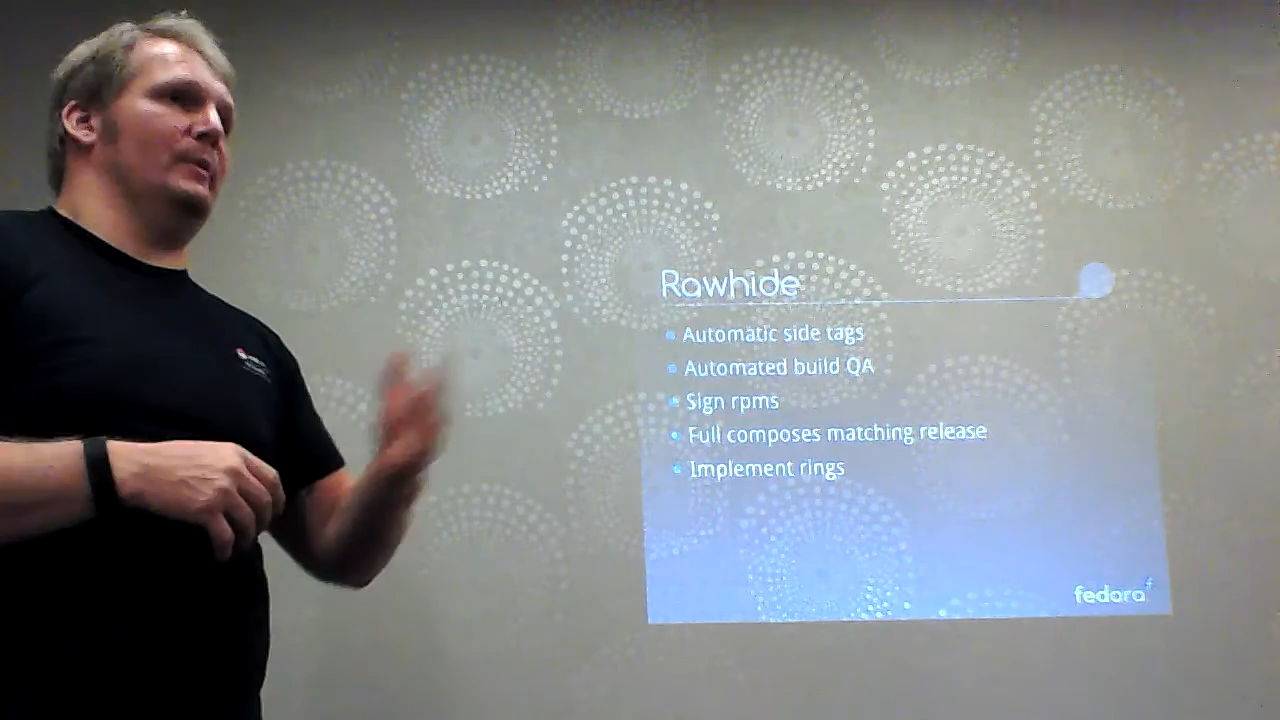 Rawhide
Automatic side tags
Automated build QA
Sign rpms
Full composes matching release
Implement rings
fedora